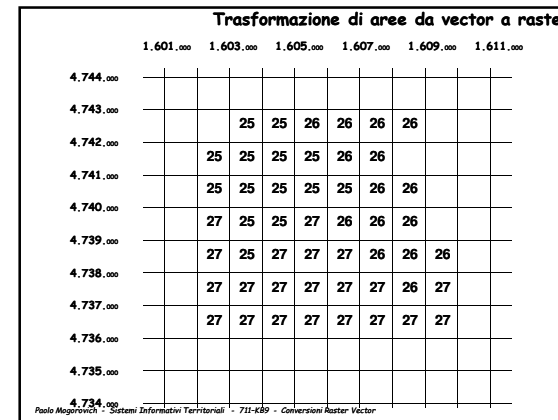 Trasformazione di aree da vector a raste
1.601.000 1.603.000 1.605.000 1.607.000 1.609.000 1.611.000
4.744.000
4.743.000
25 25 26 26 26 26
4.742.000
25 25 25 25 26 26
4.741.000
25 25 25 25 25 26 26
4.740.000
27 25 25 27 26 26 26
4.739.000
27 25 27 27 27 26 26 26
4.738.000
27 27 27 27 27 27 26 27
4.737.000
27 27 27 27 27 27 27 27
4.736.000
4.735.000
4.734.000
Paolo Mogorovich - Sistemi Informativi Territoriali - 711-KB9 - Conversioni Raster Vector